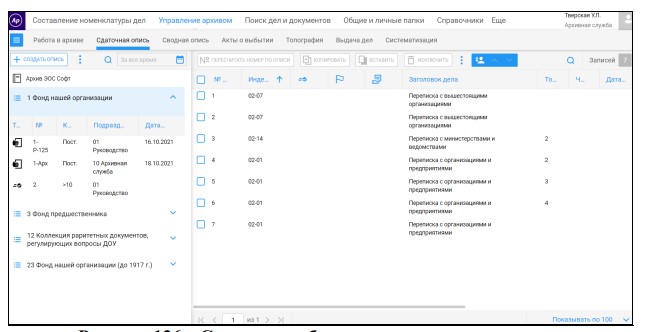 Ар Составление номенклатуры дел Управление архивом Поиск дел и документов Общие и личные папки Справочники Еще Тверская У.Л. Архивная служба
Работа в архиве Сдаточная опись Сводная опись Акты о выбытии Топография Выдача дел Систематизация
+ СОЗДАТЬ ОПИСЬ За все время № ПЕРЕСЧИТАТЬ НОМЕР ПО ОПИСИ КОПИРОВАТЬ ВСТАВИТЬ ИСКЛЮЧИТЬ Записей 7
Архив ЭОС Софт
1 Фонд нашей организации
Т... № К... Подразд... Дата...
1-Р-125 Пост. 01 Руководство 16.10.2021
1-Арх Пост. 10 Архивная служба 18.10.2021
2 >10 01 Руководство
3 Фонд предшественника
12 Коллекция раритетных документов, регулирующих вопросы ДОУ
23 Фонд нашей организации (до 1917 г.)
№ ... Инде... Заголовок дела То... Ч... Дата...
1 02-07 Переписка с вышестоящими организациями
2 02-07 Переписка с вышестоящими организациями
3 02-14 Переписка с министерствами и ведомствами 2
4 02-01 Переписка с организациями и предприятиями 2
5 02-01 Переписка с организациями и предприятиями 3
6 02-01 Переписка с организациями и предприятиями 4
7 02-01 Переписка с организациями и предприятиями
1 из 1 Показывать по 100